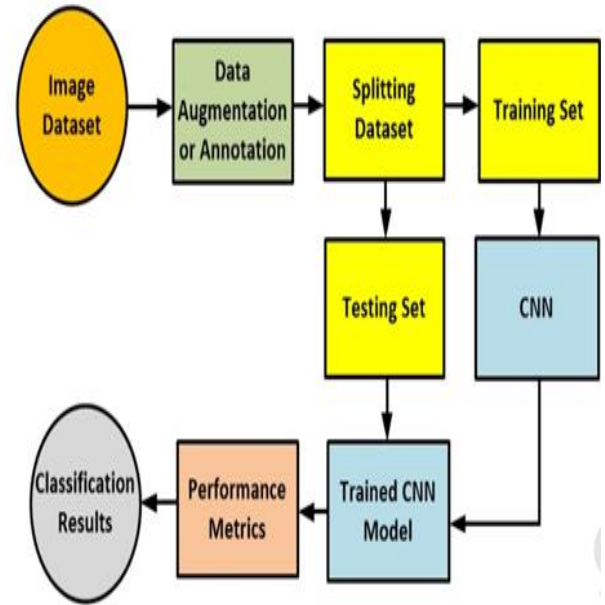 Image
Dataset
Data
Augmentation
or Annotation
Splitting
Dataset
Training Set
Testing Set
CNN
Classification
Results
Performance
Metrics
Trained CNN
Model